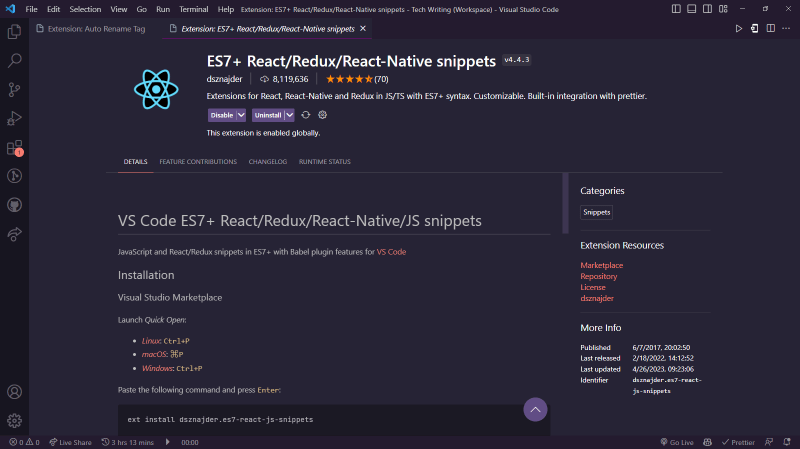 File Edit Selection View Go Run Terminal Help Extension: ES7+ React/Redux/React-Native snippets - Tech Writing (Workspace) - Visual Studio Code
Extension: Auto Rename Tag Extension: ES7+ React/Redux/React-Native snippets
ES7+ React/Redux/React-Native snippets v4.4.3
dsznajder 8,119,636 (70)
Extensions for React, React-Native and Redux in JS/TS with ES7+ syntax. Customizable. Built-in integration with prettier.
Disable Uninstall
This extension is enabled globally.
1
DETAILS FEATURE CONTRIBUTIONS CHANGELOG RUNTIME STATUS
VS Code ES7+ React/Redux/React-Native/JS snippets
JavaScript and React/Redux snippets in ES7+ with Babel plugin features for VS Code
Installation
Visual Studio Marketplace
Launch Quick Open:
Linux: Ctrl+P
macOS: ⌘P
Windows: Ctrl+P
Paste the following command and press Enter:
ext install dsznajder.es7-react-js-snippets
Categories
Snippets
Extension Resources
Marketplace
Repository
License
dsznajder
More Info
Published 6/7/2017, 20:02:50
Last released 2/18/2022, 14:12:52
Last updated 4/26/2023, 09:23:06
Identifier dsznajder.es7-react-
js-snippets
0 0 Live Share 3 hrs 13 mins 00:00 Go Live Prettier